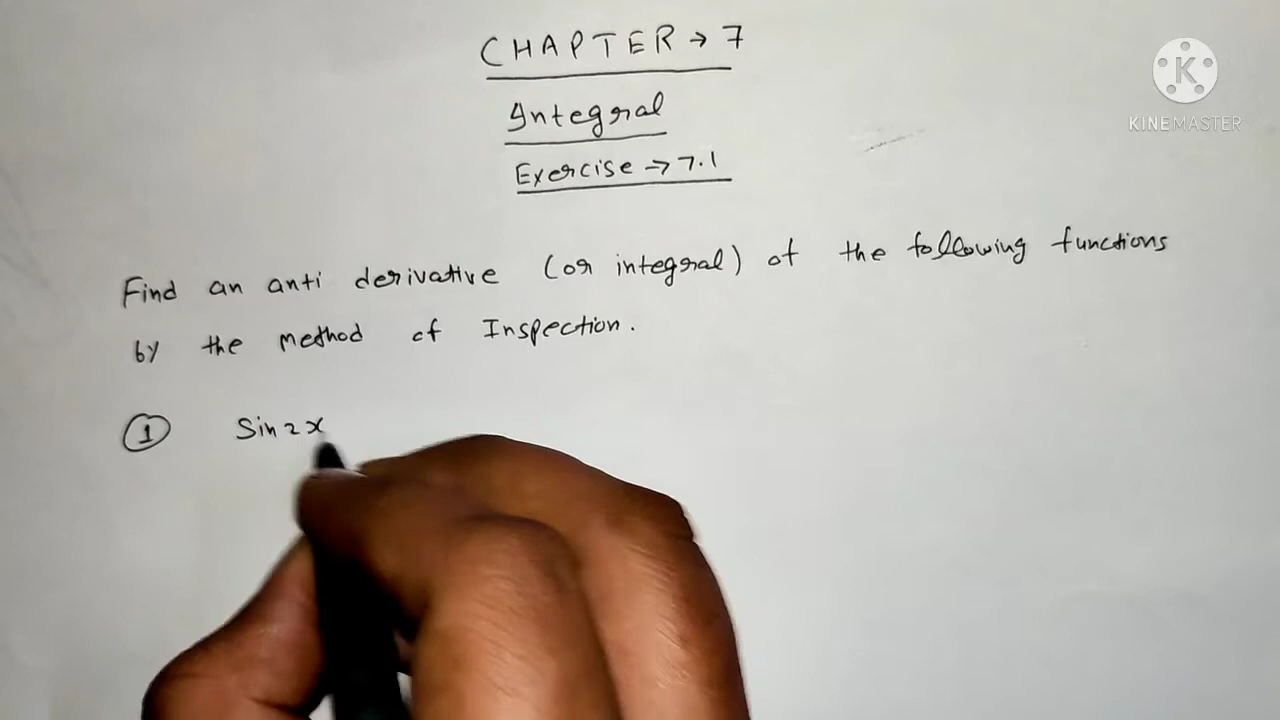 CHAPTER → 7
Integral
Exercise → 7.1
Find an anti derivative (or integral) of the following functions
by the method of Inspection.
① Sin 2x
K
KINEMASTER